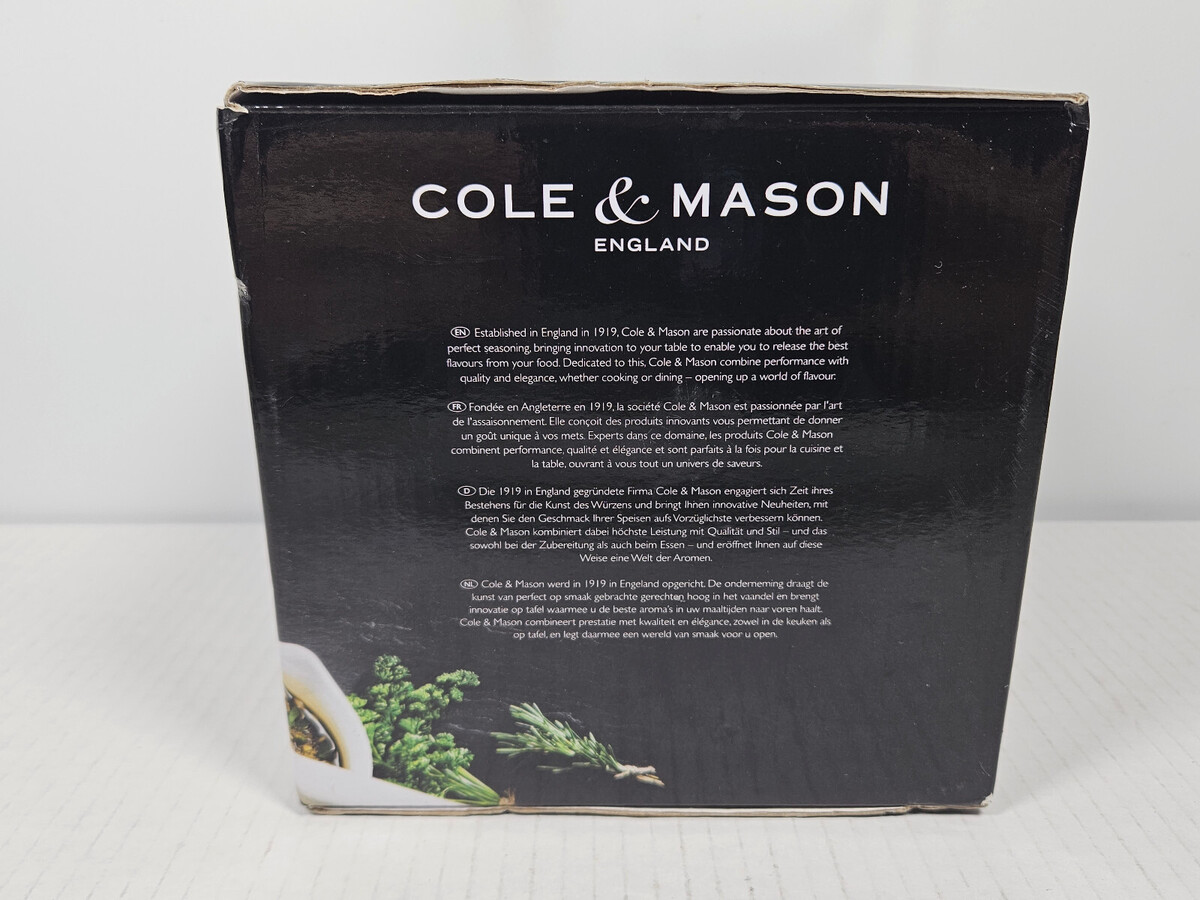 COLE & MASON
ENGLAND
EN Established in England in 1919, Cole & Mason are passionate about the art of
perfect seasoning, bringing innovation to your table to enable you to release the best
flavours from your food. Dedicated to this, Cole & Mason combine performance with
quality and elegance, whether cooking or dining – opening up a world of flavour.
FR Fondée en Angleterre en 1919, la société Cole & Mason est passionnée par l'art
de l'assaisonnement. Elle conçoit des produits innovants vous permettant de donner
un goût unique à vos mets. Experts dans ce domaine, les produits Cole & Mason
combinent performance, qualité et élégance et sont parfaits à la fois pour la cuisine et
la table, ouvrant à vous tout un univers de saveurs.
D Die 1919 in England gegründete Firma Cole & Mason engagiert sich Zeit ihres
Bestehens für die Kunst des Würzens und bringt Ihnen innovative Neuheiten, mit
denen Sie den Geschmack Ihrer Speisen aufs Vorzüglichste verbessern können.
Cole & Mason kombiniert dabei höchste Leistung mit Qualität und Stil – und das
sowohl bei der Zubereitung als auch beim Essen – und eröffnet Ihnen auf diese
Weise eine Welt der Aromen.
NL Cole & Mason werd in 1919 in Engeland opgericht. De onderneming draagt de
kunst van perfect op smaak gebrachte gerechten hoog in het vaandel en brengt
innovatie op tafel waarmee u de beste aroma's in uw maaltijden naar voren haalt.
Cole & Mason combineert prestatie met kwaliteit en élégance, zowel in de keuken als
op tafel, en legt daarmee een wereld van smaak voor u open.